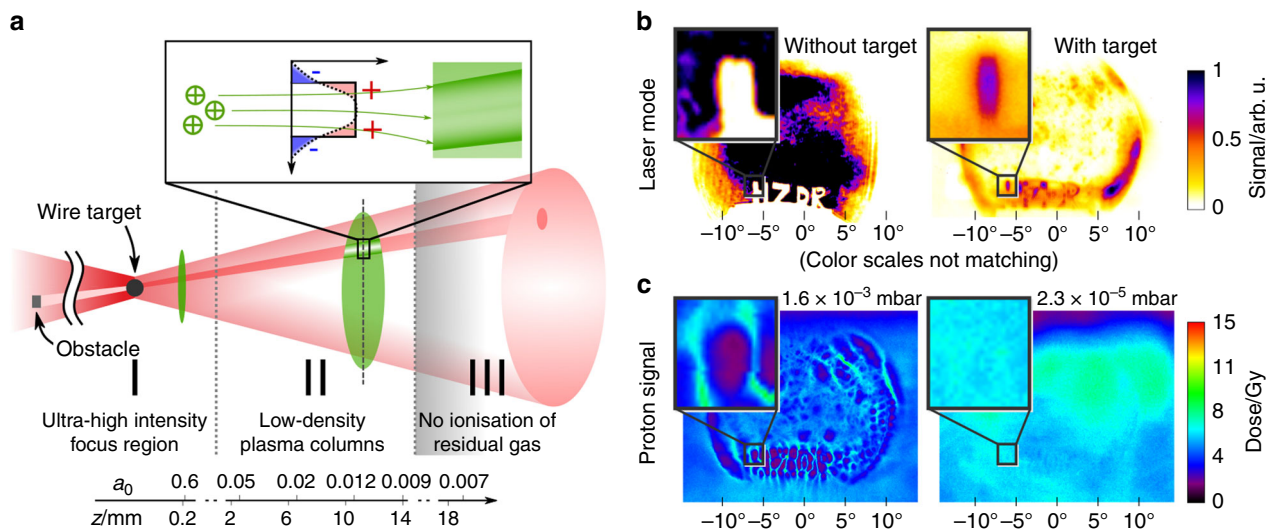 a
-
+
+
-
Wire target
Obstacle
I
II
III
Ultra-high intensity
focus region
Low-density
plasma columns
No ionisation of
residual gas
a0 0.6 0.05 0.02 0.012 0.009 0.007
z/mm 0.2 2 6 10 14 18
b
Laser mode
Without target
With target
HZDR
1
0.5
0
Signal/arb. u.
–10° –5° 0° 5° 10°
–10° –5° 0° 5° 10°
(Color scales not matching)
c
Proton signal
1.6 × 10⁻³ mbar
2.3 × 10⁻⁵ mbar
15
11
8
4
0
Dose/Gy
–10° –5° 0° 5° 10°
–10° –5° 0° 5° 10°